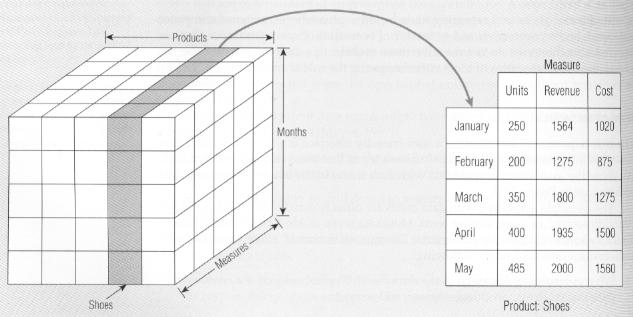 Products
Months
Measures
Shoes
Measure
Units Revenue Cost
January 250 1564 1020
February 200 1275 875
March 350 1800 1275
April 400 1935 1500
May 485 2000 1560
Product: Shoes